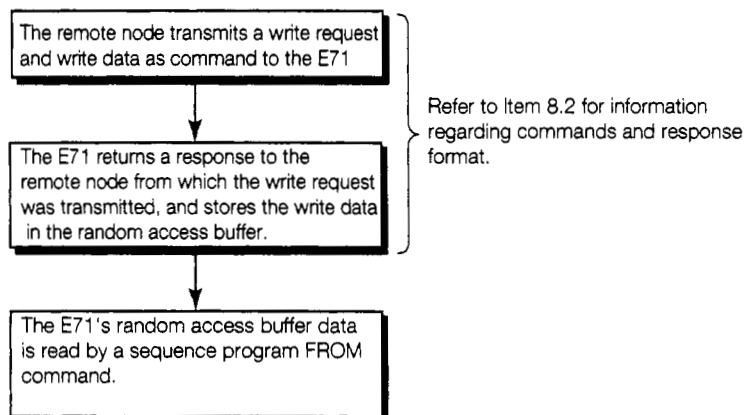 The remote node transmits a write request
and write data as command to the E71
Refer to Item 8.2 for information
regarding commands and response
format.
The E71 returns a response to the
remote node from which the write request
was transmitted, and stores the write data
in the random access buffer.
The E71's random access buffer data
is read by a sequence program FROM
command.